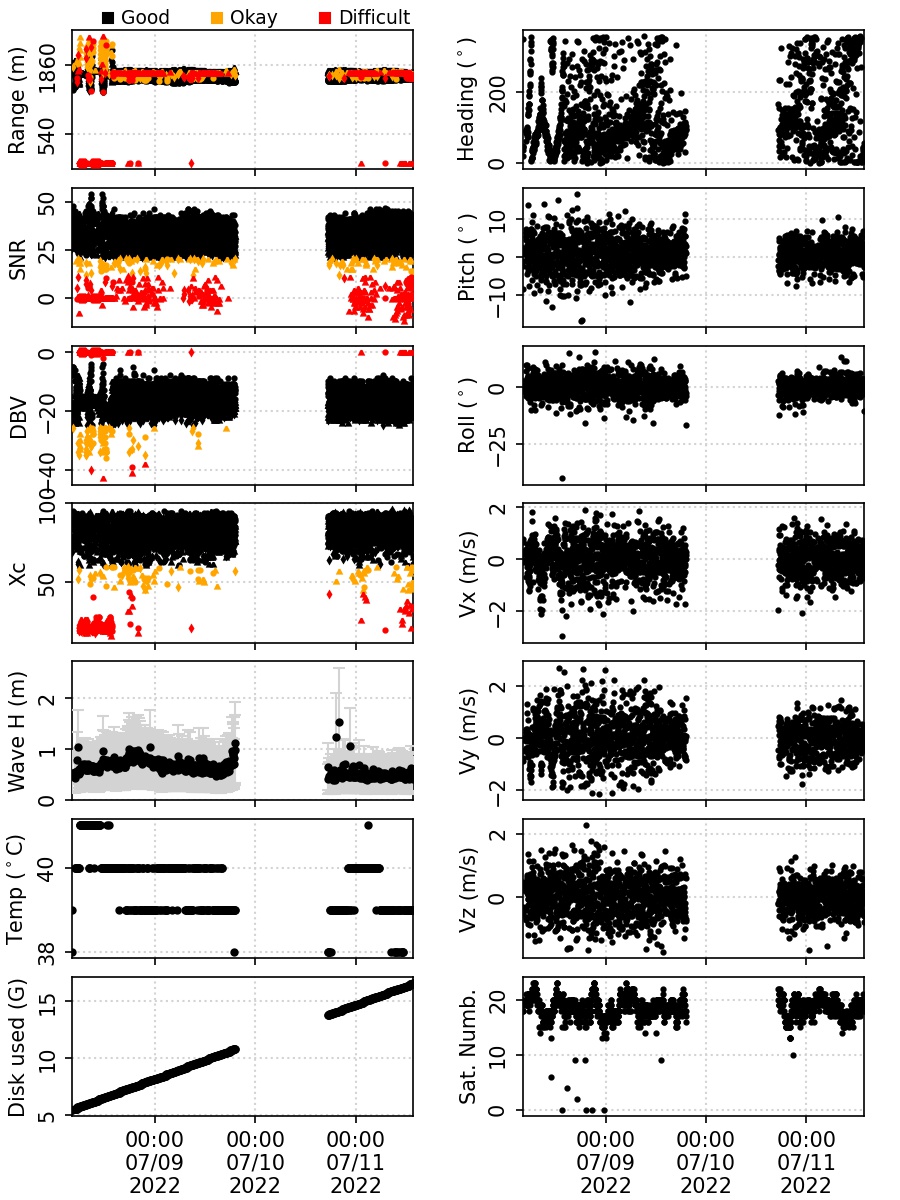 Good Okay Difficult
Range (m)
1860
540
Heading (°)
200
0
SNR
50
25
0
Pitch (°)
10
0
−10
DBV
0
−20
−40
Roll (°)
0
−25
Xc
100
50
Vx (m/s)
2
0
−2
Wave H (m)
2
1
0
Vy (m/s)
2
0
−2
Temp (°C)
40
38
Vz (m/s)
2
0
Disk used (G)
15
10
5
Sat. Numb.
20
10
0
00:00 00:00 00:00
07/09 07/10 07/11
2022 2022 2022
00:00 00:00 00:00
07/09 07/10 07/11
2022 2022 2022